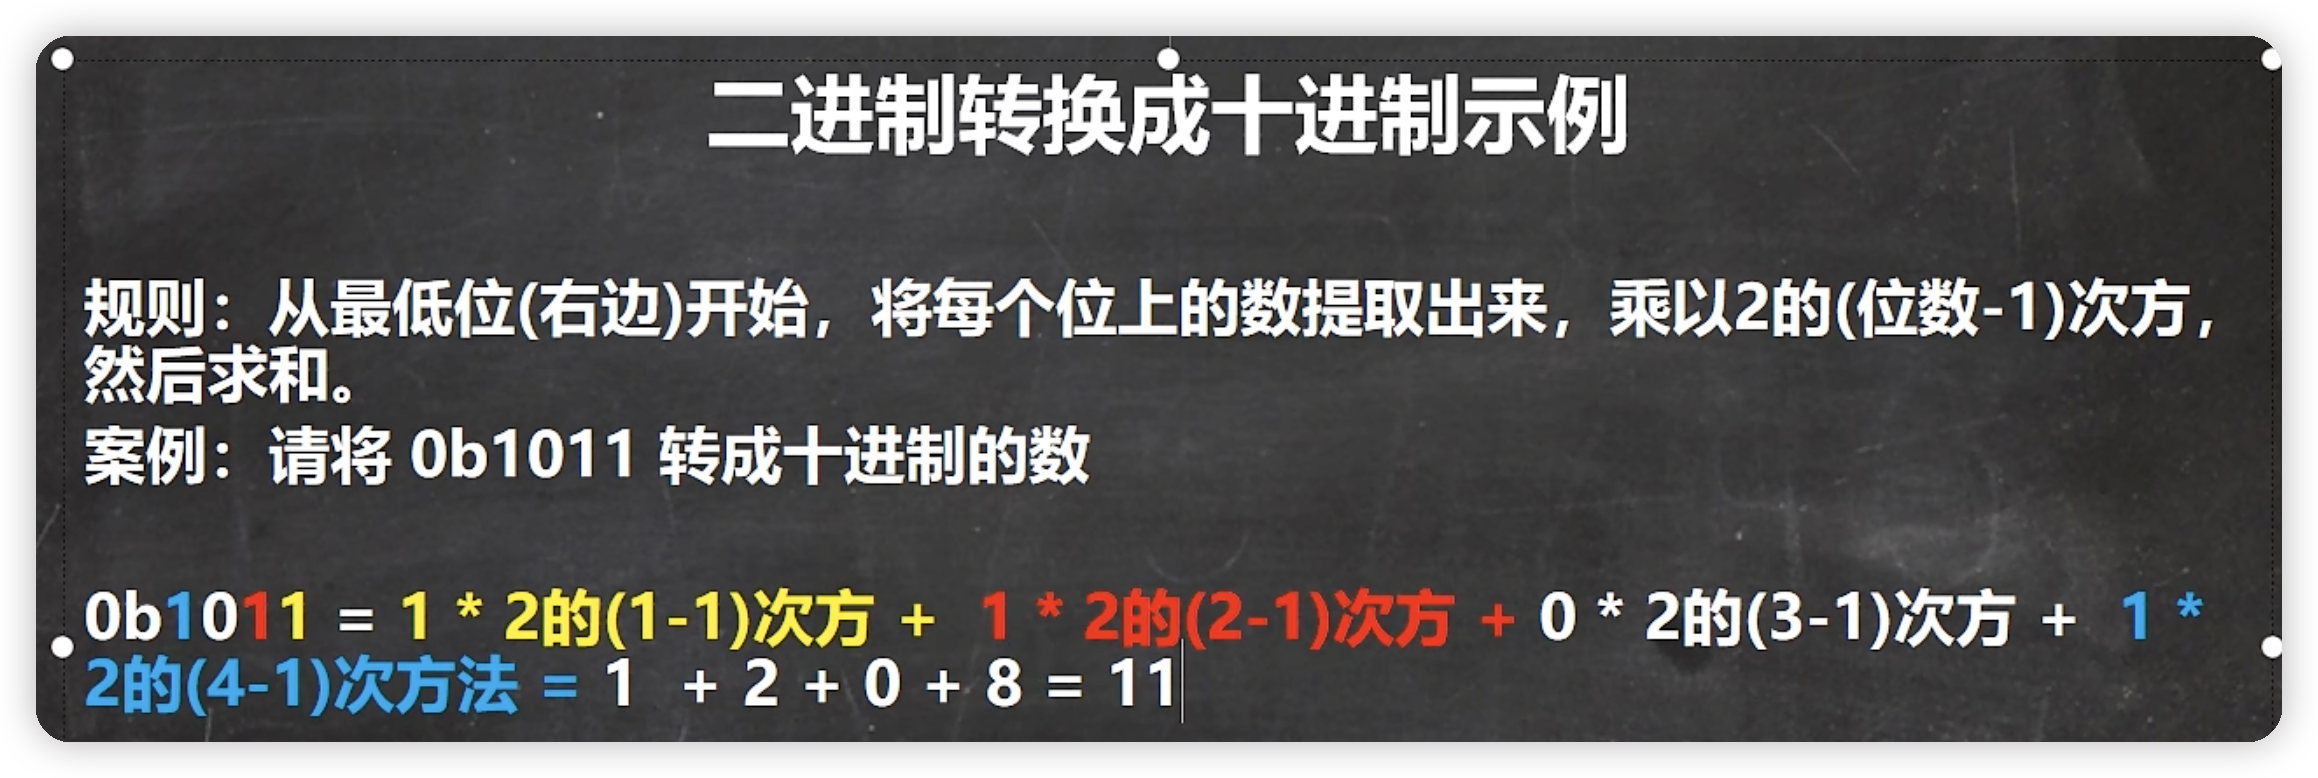 二进制转换成十进制示例
规则：从最低位(右边)开始，将每个位上的数提取出来，乘以2的(位数-1)次方，
然后求和。
案例：请将 0b1011 转成十进制的数
0b1011 = 1 * 2的(1-1)次方 + 1 * 2的(2-1)次方 + 0 * 2的(3-1)次方 + 1 *
2的(4-1)次方法 = 1 + 2 + 0 + 8 = 11